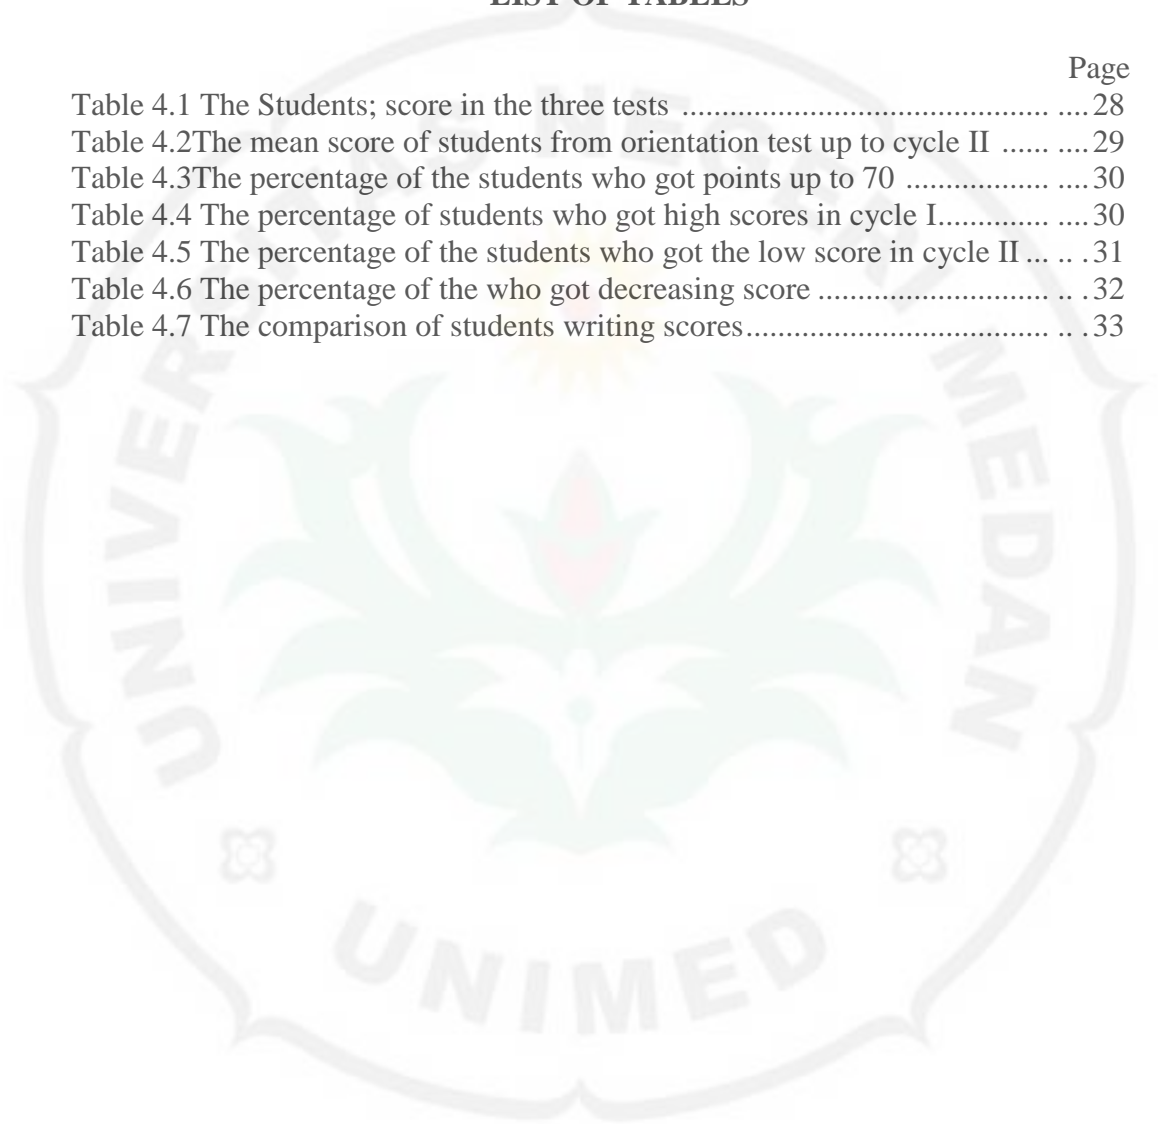 LIST OF TABLES
Page
Table 4.1 The Students; score in the three tests ............................................. ....28
Table 4.2The mean score of students from orientation test up to cycle II ...... ....29
Table 4.3The percentage of the students who got points up to 70 .................. ....30
Table 4.4 The percentage of students who got high scores in cycle I.............. ....30
Table 4.5 The percentage of the students who got the low score in cycle II ... .. .31
Table 4.6 The percentage of the who got decreasing score ............................. .. .32
Table 4.7 The comparison of students writing scores...................................... .. .33
UNIVERSITAS NEGERI MEDAN
UNIMED